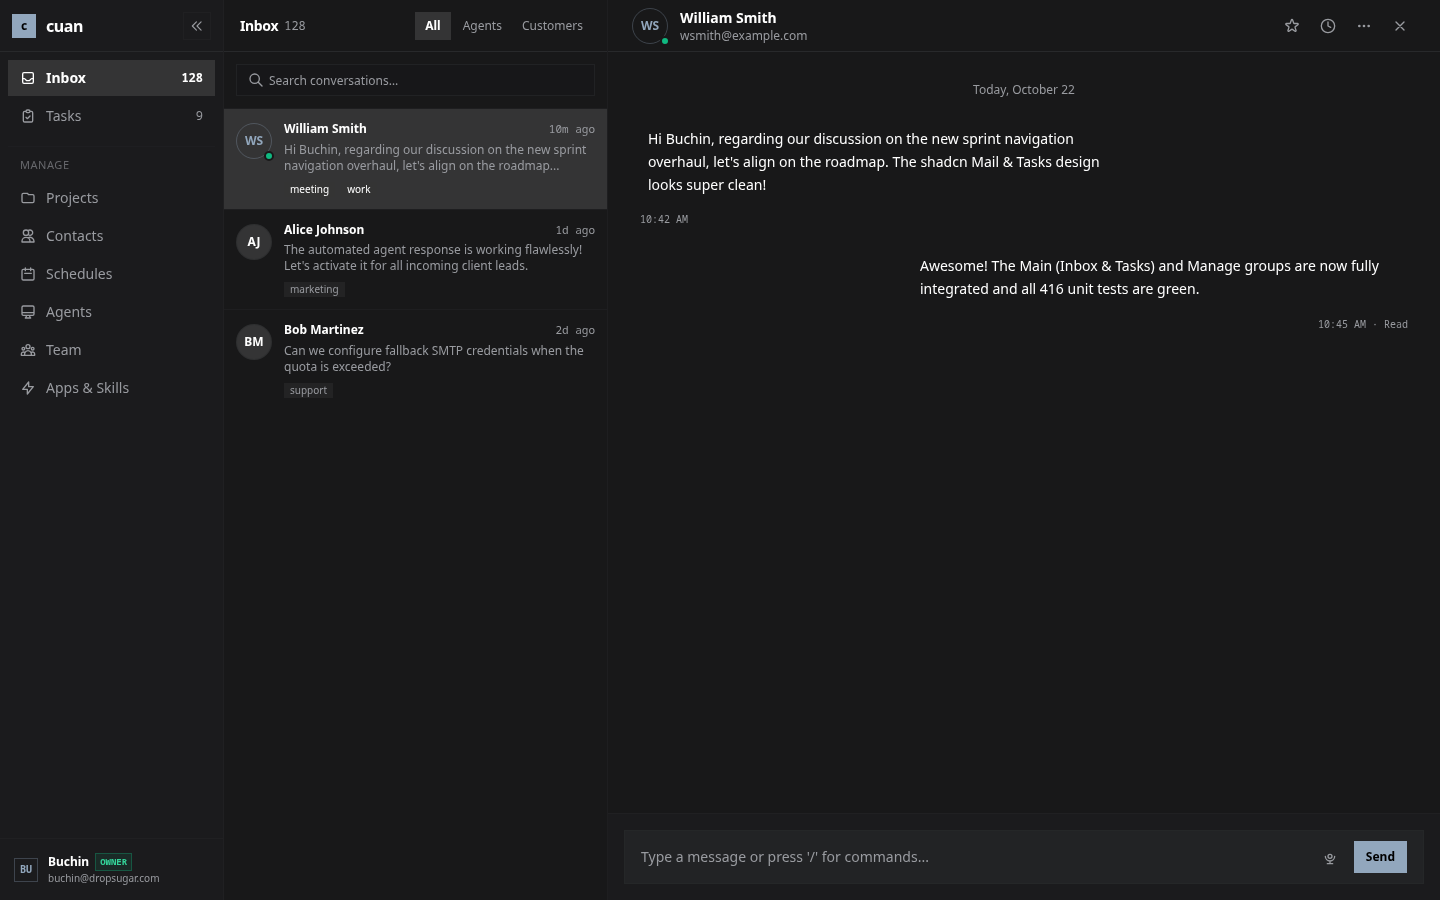 c cuan
Inbox 128
Tasks 9
MANAGE
Projects
Contacts
Schedules
Agents
Team
Apps & Skills
BU
Buchin OWNER
buchin@dropsugar.com
Inbox 128 All Agents Customers
Search conversations...
WS
William Smith 10m ago
Hi Buchin, regarding our discussion on the new sprint
navigation overhaul, let's align on the roadmap...
meeting work
AJ
Alice Johnson 1d ago
The automated agent response is working flawlessly!
Let's activate it for all incoming client leads.
marketing
BM
Bob Martinez 2d ago
Can we configure fallback SMTP credentials when the
quota is exceeded?
support
WS
William Smith
wsmith@example.com
Today, October 22
Hi Buchin, regarding our discussion on the new sprint navigation
overhaul, let's align on the roadmap. The shadcn Mail & Tasks design
looks super clean!
10:42 AM
Awesome! The Main (Inbox & Tasks) and Manage groups are now fully
integrated and all 416 unit tests are green.
10:45 AM · Read
Type a message or press '/' for commands...
Send